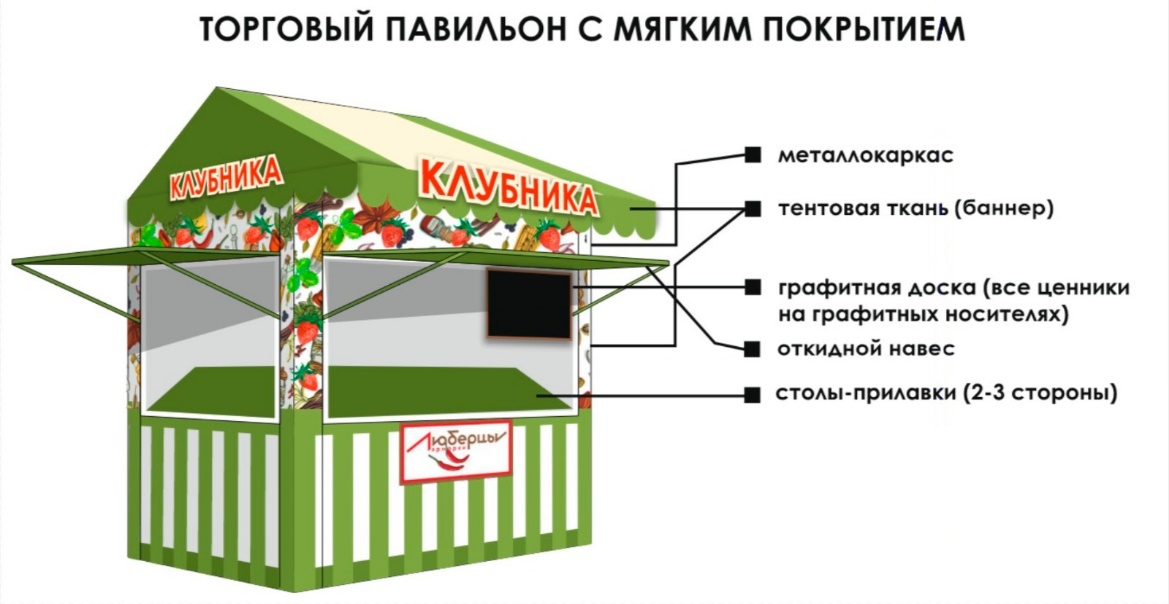 ТОРГОВЫЙ ПАВИЛЬОН С МЯГКИМ ПОКРЫТИЕМ
КЛУБНИКА
КЛУБНИКА
металлокаркас
тентовая ткань (баннер)
графитная доска (все ценники
на графитных носителях)
откидной навес
столы-прилавки (2-3 стороны)
Люберцы